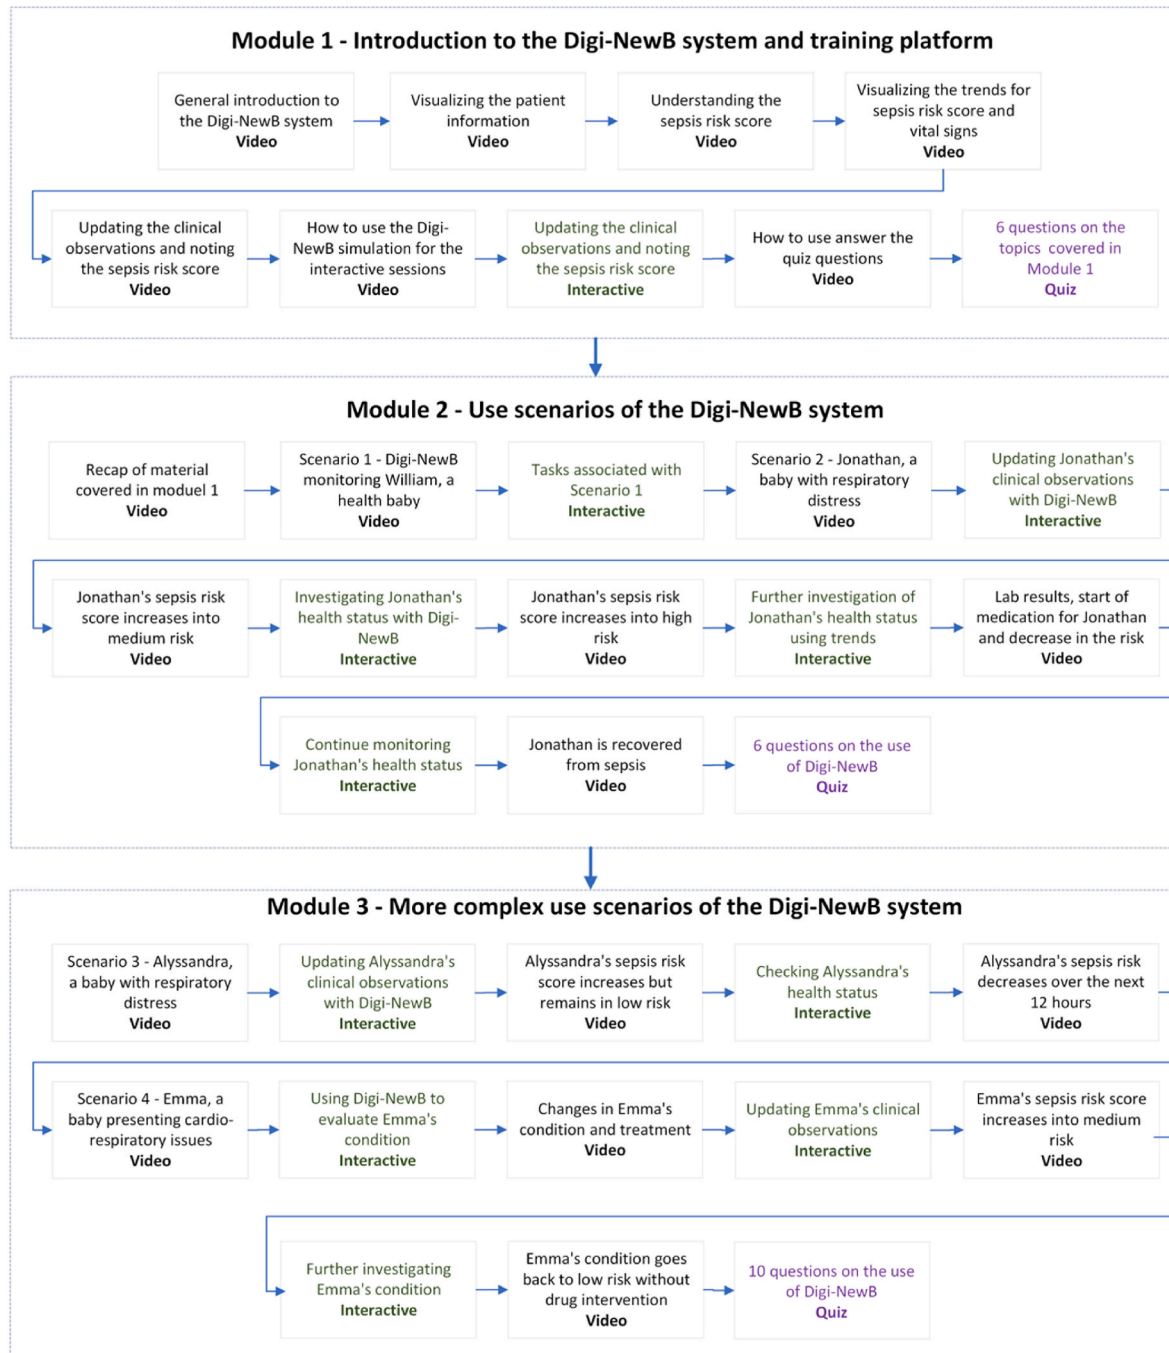 Module 1 - Introduction to the Digi-NewB system and training platform
General introduction to
the Digi-NewB system
Video
Visualizing the patient
information
Video
Understanding the
sepsis risk score
Video
Visualizing the trends for
sepsis risk score and
vital signs
Video
Updating the clinical
observations and noting
the sepsis risk score
Video
How to use the Digi-
NewB simulation for the
interactive sessions
Video
Updating the clinical
observations and noting
the sepsis risk score
Interactive
How to use answer the
quiz questions
Video
6 questions on the
topics covered in
Module 1
Quiz
Module 2 - Use scenarios of the Digi-NewB system
Recap of material
covered in moduel 1
Video
Scenario 1 - Digi-NewB
monitoring William, a
health baby
Video
Tasks associated with
Scenario 1
Interactive
Scenario 2 - Jonathan, a
baby with respiratory
distress
Video
Updating Jonathan's
clinical observations
with Digi-NewB
Interactive
Jonathan's sepsis risk
score increases into
medium risk
Video
Investigating Jonathan's
health status with Digi-
NewB
Interactive
Jonathan's sepsis risk
score increases into high
risk
Video
Further investigation of
Jonathan's health status
using trends
Interactive
Lab results, start of
medication for Jonathan
and decrease in the risk
Video
Continue monitoring
Jonathan's health status
Interactive
Jonathan is recovered
from sepsis
Video
6 questions on the use
of Digi-NewB
Quiz
Module 3 - More complex use scenarios of the Digi-NewB system
Scenario 3 - Alyssandra,
a baby with respiratory
distress
Video
Updating Alyssandra's
clinical observations
with Digi-NewB
Interactive
Alyssandra's sepsis risk
score increases but
remains in low risk
Video
Checking Alyssandra's
health status
Interactive
Alyssandra's sepsis risk
decreases over the next
12 hours
Video
Scenario 4 - Emma, a
baby presenting cardio-
respiratory issues
Video
Using Digi-NewB to
evaluate Emma's
condition
Interactive
Changes in Emma's
condition and treatment
Video
Updating Emma's clinical
observations
Interactive
Emma's sepsis risk score
increases into medium
risk
Video
Further investigating
Emma's condition
Interactive
Emma's condition goes
back to low risk without
drug intervention
Video
10 questions on the use
of Digi-NewB
Quiz